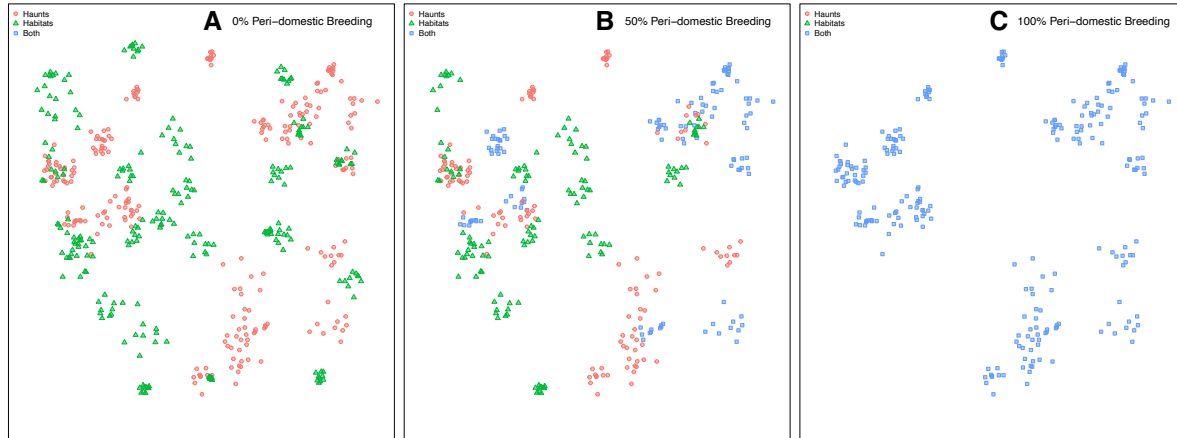 Haunts
Habitats
Both
A 0% Peri−domestic Breeding
Haunts
Habitats
Both
B 50% Peri−domestic Breeding
Haunts
Habitats
Both
C 100% Peri−domestic Breeding